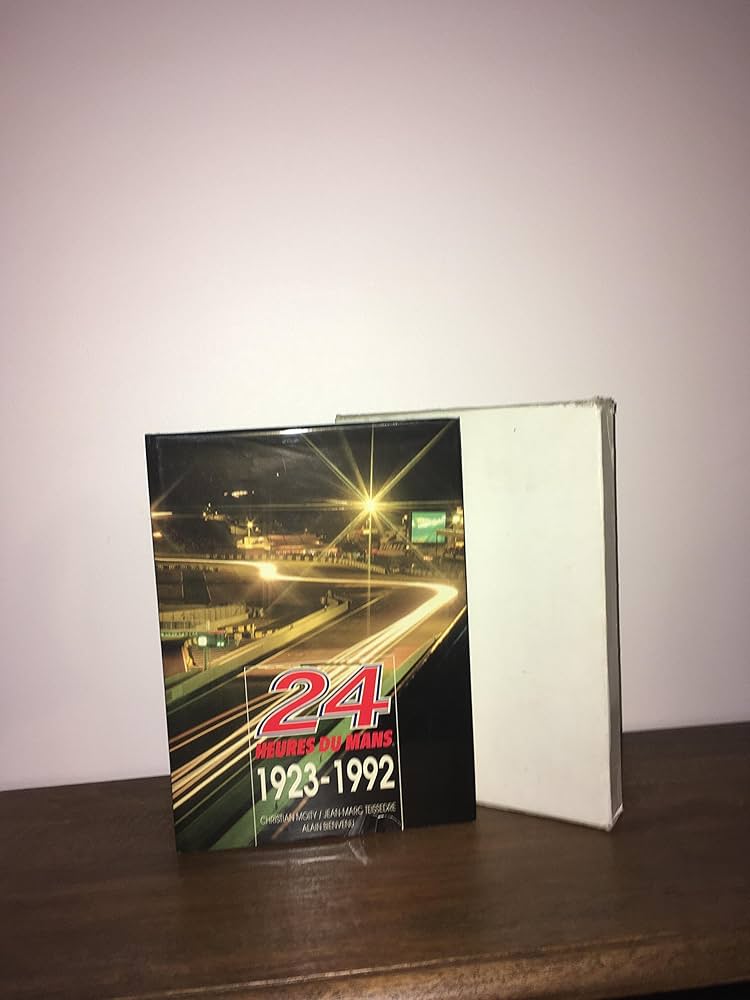 24
HEURES DU MANS
1923-1992
CHRISTIAN MOITY / JEAN-MARC TEISSEDRE
ALAIN BIENVENU